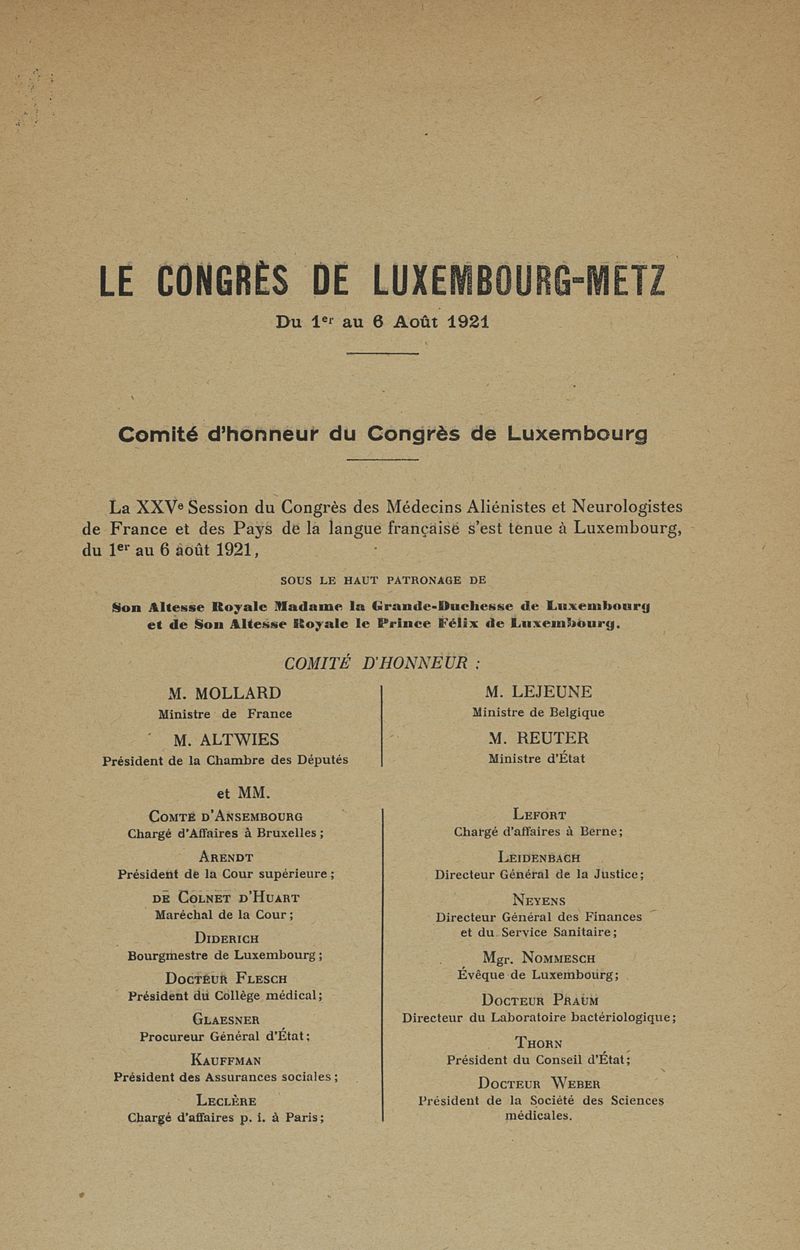 LE CONGRÈS DE LUXEMBOURG-METZ
Du 1er au 6 Août 1921
Comité d'honneur du Congrès de Luxembourg
La XXVe Session du Congrès des Médecins Aliénistes et Neurologistes
de France et des Pays de la langue française s'est tenue à Luxembourg,
du 1er au 6 août 1921,
SOUS LE HAUT PATRONAGE DE
Son Altesse Royale Madame la Grande-Duchesse de Luxembourg
et de Son Altesse Royale le Prince Félix de Luxembourg.
COMITÉ D'HONNEUR :
M. MOLLARD
Ministre de France
M. ALTWIES
Président de la Chambre des Députés
M. LEJEUNE
Ministre de Belgique
M. REUTER
Ministre d'État
et MM.
COMTE D'ANSEMBOURG
Chargé d'Affaires à Bruxelles ;
ARENDT
Président de la Cour supérieure ;
DE COLNET D'HUART
Maréchal de la Cour ;
DIDERICH
Bourgmestre de Luxembourg ;
DOCTEUR FLESCH
Président du Collège médical ;
GLAESNER
Procureur Général d'État ;
KAUFFMAN
Président des Assurances sociales ;
LECLÈRE
Chargé d'affaires p. i. à Paris ;
LEFORT
Chargé d'affaires à Berne ;
LEIDENBACH
Directeur Général de la Justice ;
NEYENS
Directeur Général des Finances
et du Service Sanitaire ;
Mgr. NOMMESCH
Évêque de Luxembourg ;
DOCTEUR PRAUM
Directeur du Laboratoire bactériologique ;
THORN
Président du Conseil d'État ;
DOCTEUR WEBER
Président de la Société des Sciences
médicales.